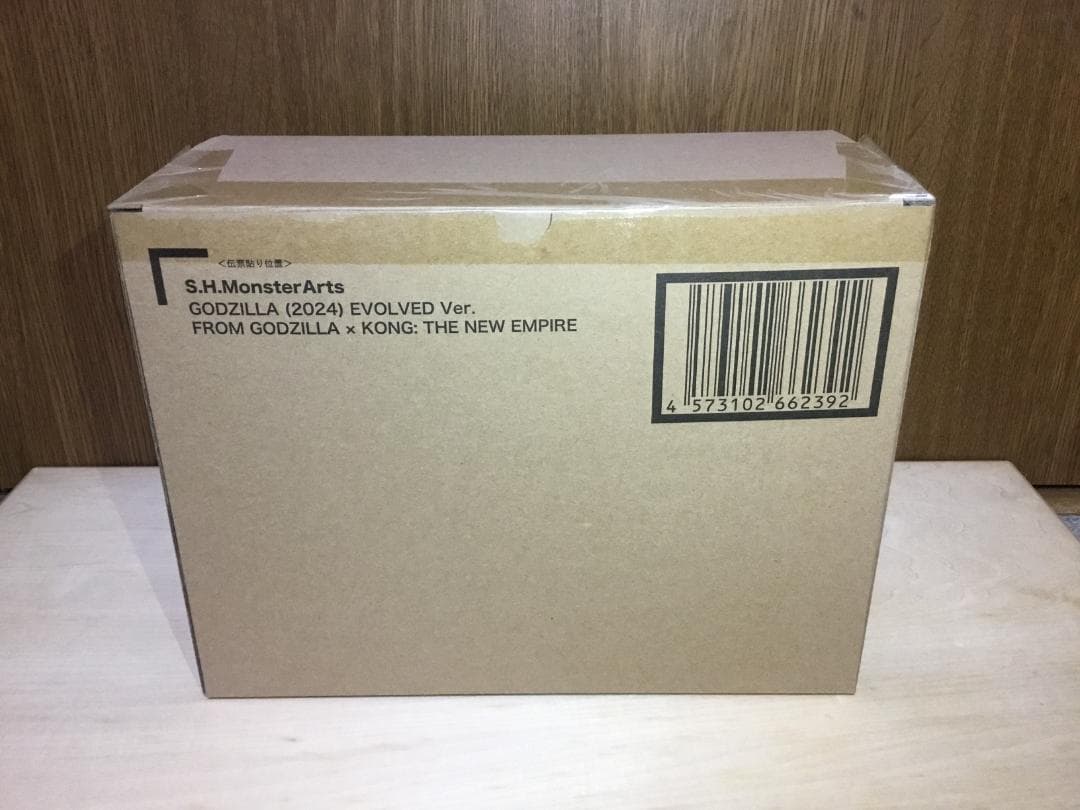 ＜伝票貼り位置＞
S.H.MonsterArts
GODZILLA (2024) EVOLVED Ver.
FROM GODZILLA × KONG: THE NEW EMPIRE
4 573102 662392